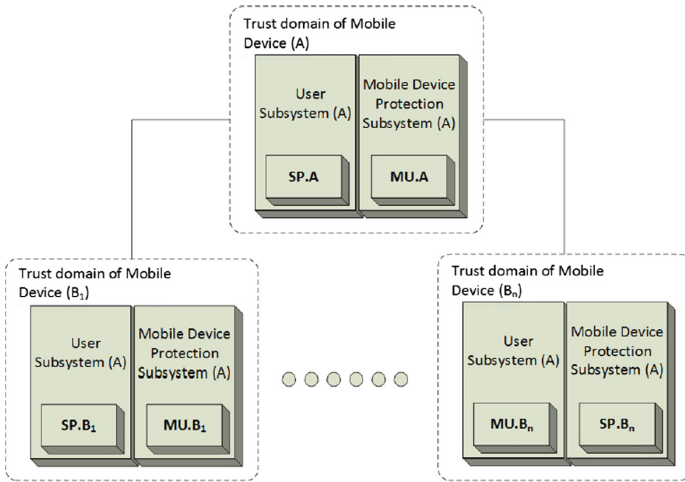 Trust domain of Mobile
Device (A)
User
Subsystem (A)
Mobile Device
Protection
Subsystem (A)
SP.A
MU.A
Trust domain of Mobile
Device (B₁)
User
Subsystem (A)
Mobile Device
Protection
Subsystem (A)
SP.B₁
MU.B₁
Trust domain of Mobile
Device (Bₙ)
User
Subsystem (A)
Mobile Device
Protection
Subsystem (A)
MU.Bₙ
SP.Bₙ